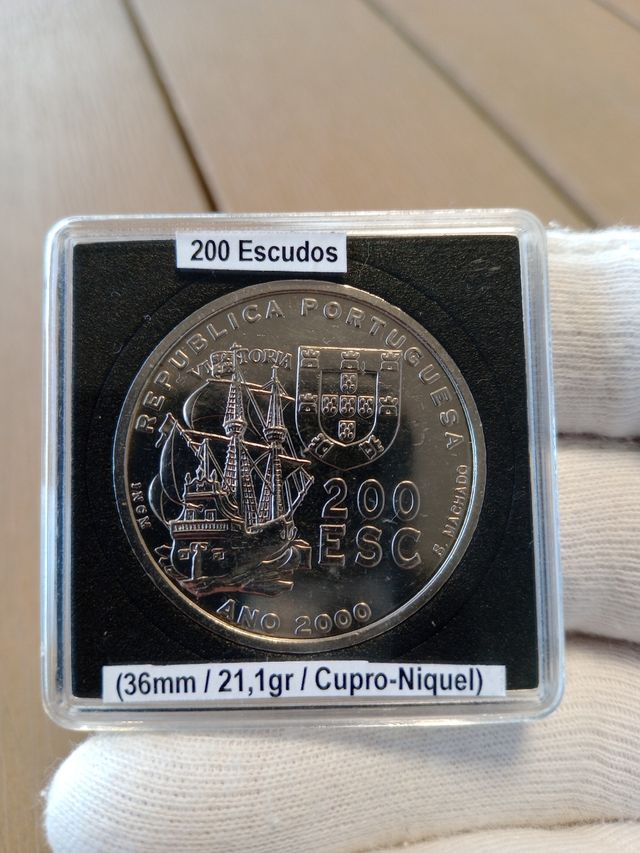 200 Escudos
REPUBLICA PORTUGUESA
VICTORIA
INCM
200
ESC
B. MACHADO
ANO 2000
(36mm / 21,1gr / Cupro-Niquel)